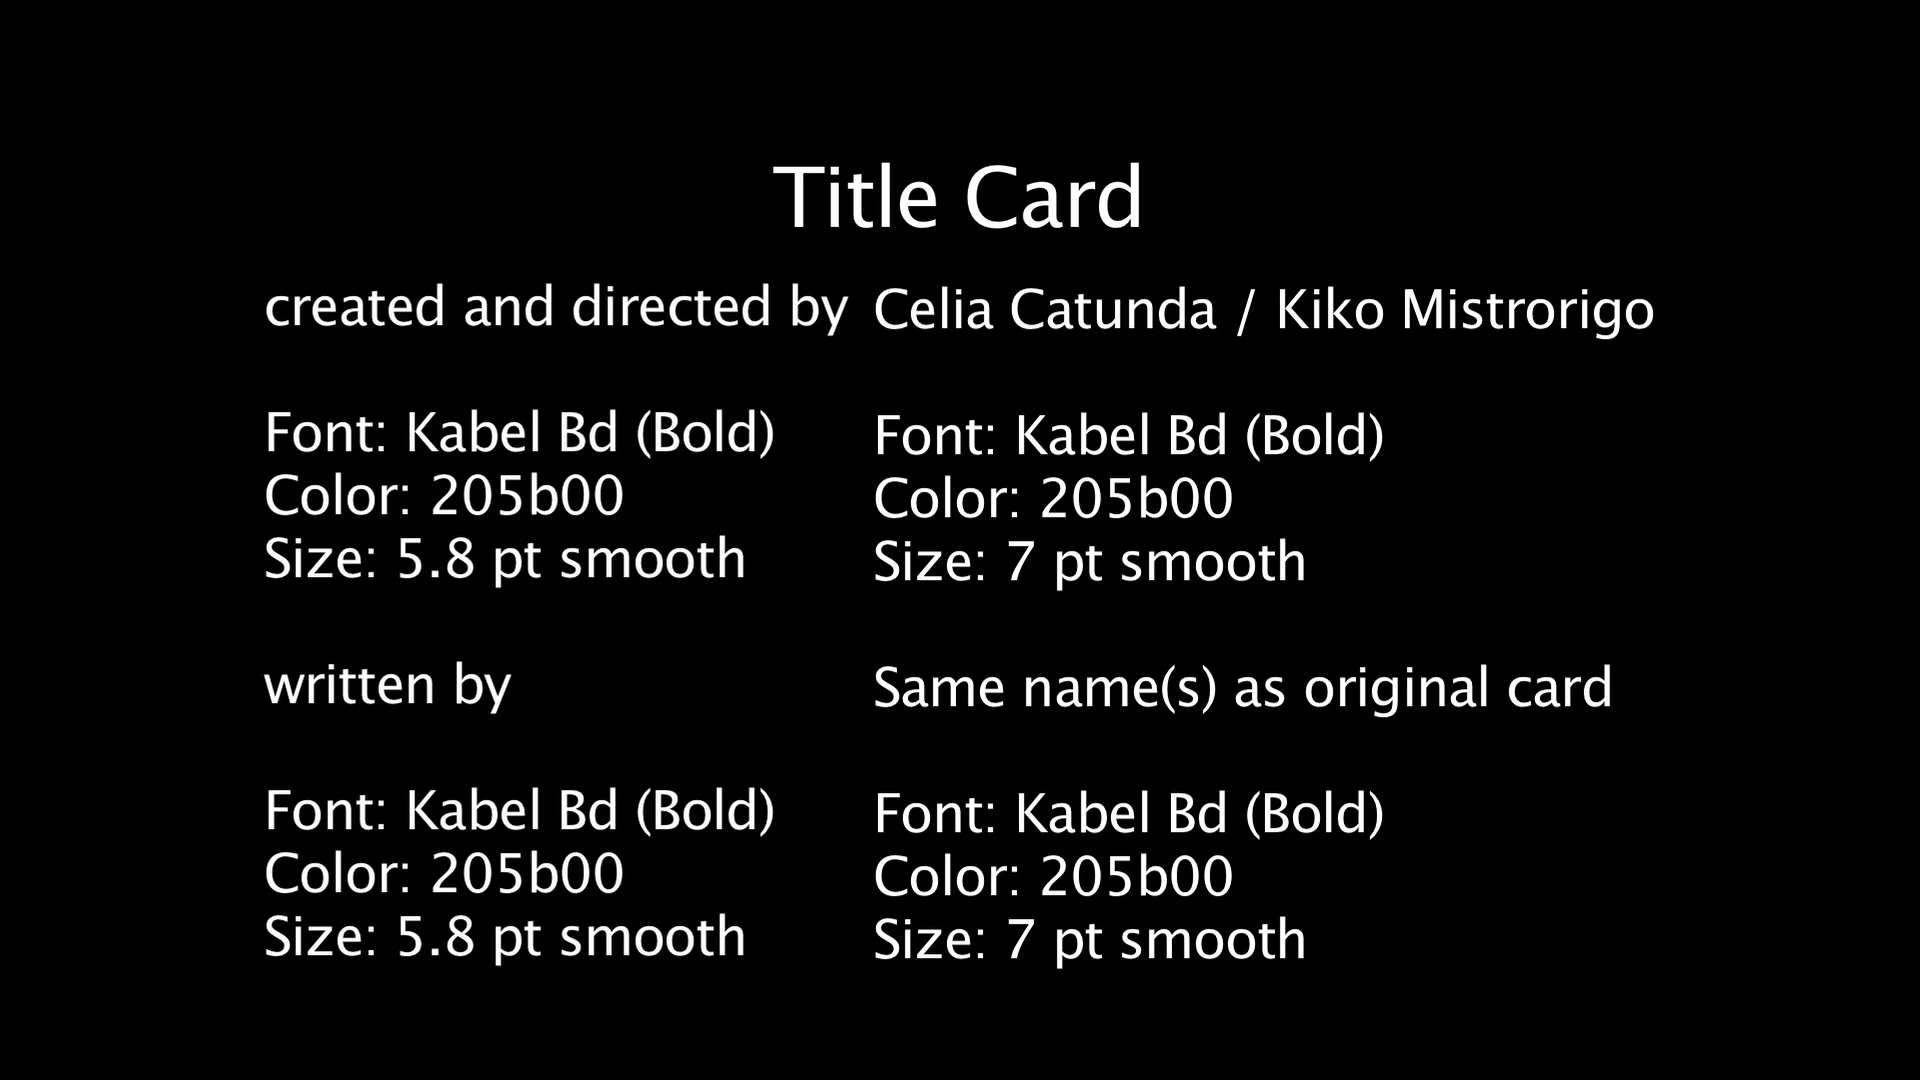 Title Card
created and directed by Celia Catunda / Kiko Mistrorigo
Font: Kabel Bd (Bold) Font: Kabel Bd (Bold)
Color: 205b00 Color: 205b00
Size: 5.8 pt smooth Size: 7 pt smooth
written by Same name(s) as original card
Font: Kabel Bd (Bold) Font: Kabel Bd (Bold)
Color: 205b00 Color: 205b00
Size: 5.8 pt smooth Size: 7 pt smooth